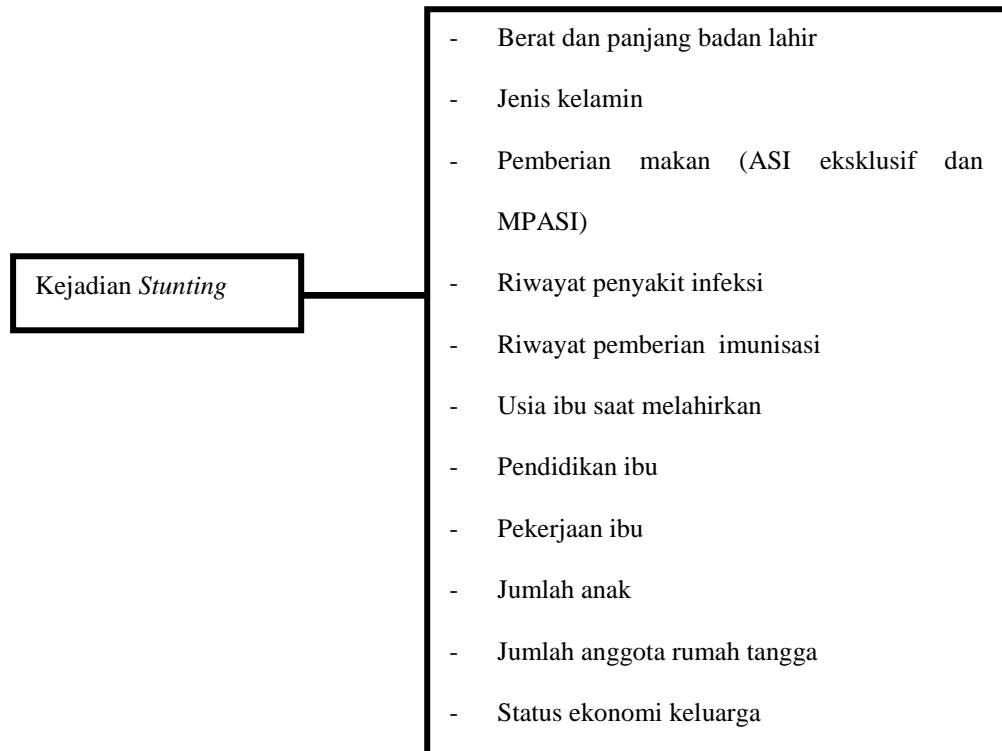 Kejadian Stunting
- Berat dan panjang badan lahir
- Jenis kelamin
- Pemberian makan (ASI eksklusif dan
MPASI)
- Riwayat penyakit infeksi
- Riwayat pemberian imunisasi
- Usia ibu saat melahirkan
- Pendidikan ibu
- Pekerjaan ibu
- Jumlah anak
- Jumlah anggota rumah tangga
- Status ekonomi keluarga